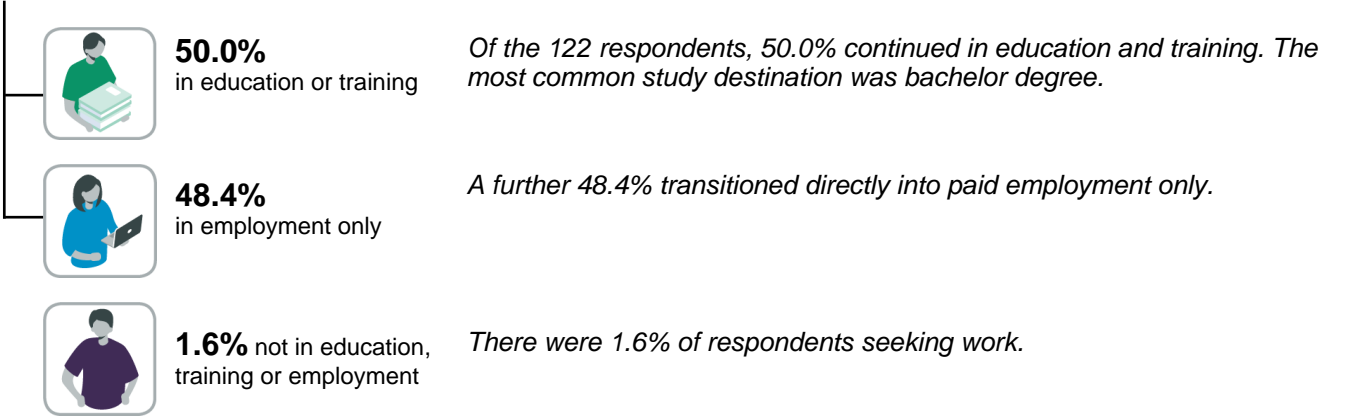 50.0%
in education or training
Of the 122 respondents, 50.0% continued in education and training. The
most common study destination was bachelor degree.
48.4%
in employment only
A further 48.4% transitioned directly into paid employment only.
1.6% not in education,
training or employment
There were 1.6% of respondents seeking work.